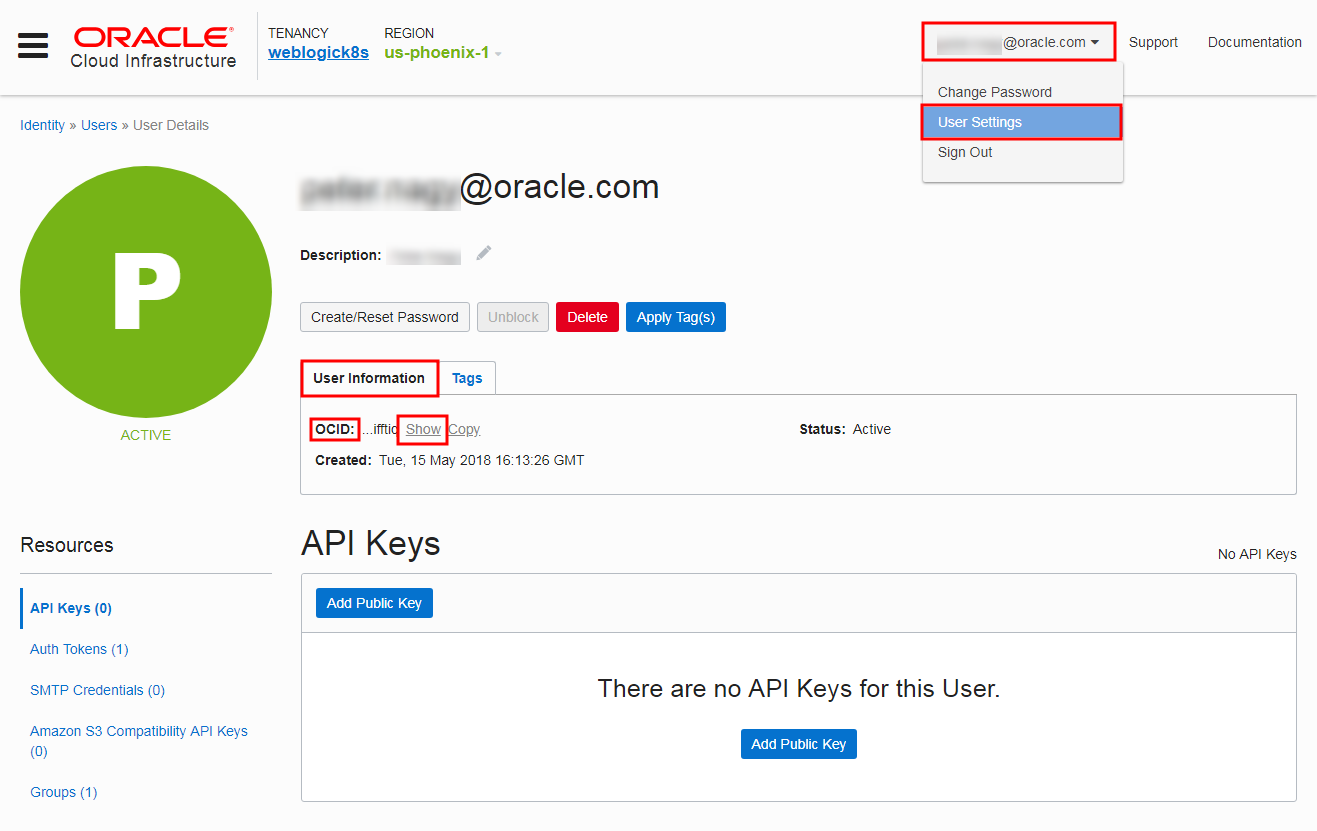 ORACLE
Cloud Infrastructure
TENANCY
weblogick8s
REGION
us-phoenix-1
@oracle.com
Support
Documentation
Change Password
User Settings
Sign Out
Identity » Users » User Details
P
ACTIVE
@oracle.com
Description:
Create/Reset Password
Unblock
Delete
Apply Tag(s)
User Information
Tags
OCID: ...ifftiq Show Copy
Status: Active
Created: Tue, 15 May 2018 16:13:26 GMT
Resources
API Keys (0)
Auth Tokens (1)
SMTP Credentials (0)
Amazon S3 Compatibility API Keys
(0)
Groups (1)
API Keys
No API Keys
Add Public Key
There are no API Keys for this User.
Add Public Key